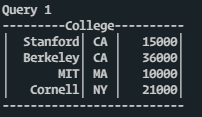 Query 1
----------College-----------
|  Stanford| CA |    15000|
|  Berkeley| CA |    36000|
|       MIT| MA |    10000|
|   Cornell| NY |    21000|
---------------------------